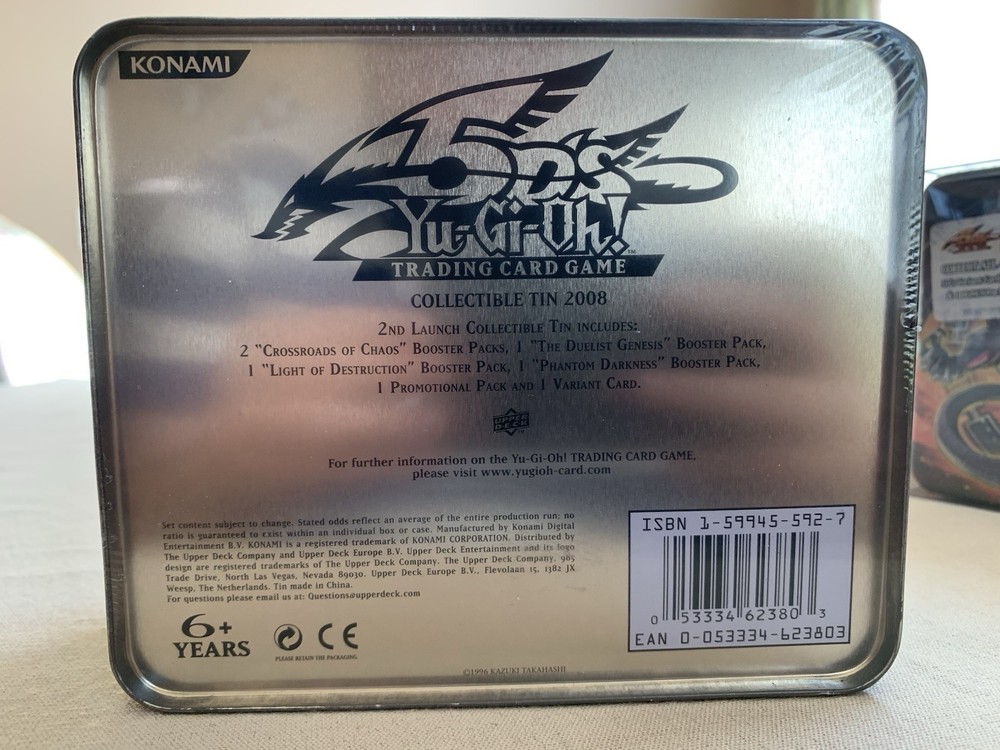 KONAMI
5D's
Yu-Gi-Oh!
TRADING CARD GAME
COLLECTIBLE TIN 2008
2ND LAUNCH COLLECTIBLE TIN INCLUDES:
2 "CROSSROADS OF CHAOS" BOOSTER PACKS, 1 "THE DUELIST GENESIS" BOOSTER PACK,
1 "LIGHT OF DESTRUCTION" BOOSTER PACK, 1 "PHANTOM DARKNESS" BOOSTER PACK,
1 PROMOTIONAL PACK AND 1 VARIANT CARD.
UPPER DECK
For further information on the Yu-Gi-Oh! TRADING CARD GAME,
please visit www.yugioh-card.com
Set content subject to change. Stated odds reflect an average of the entire production run; no
ratio is guaranteed to exist within an individual box or case. Manufactured by Konami Digital
Entertainment B.V. KONAMI is a registered trademark of KONAMI CORPORATION. Distributed by
The Upper Deck Company and Upper Deck Europe B.V. Upper Deck Entertainment and its logo
design are registered trademarks of The Upper Deck Company. The Upper Deck Company, 985
Trade Drive, North Las Vegas, Nevada 89030. Upper Deck Europe B.V., Flevolaan 15, 1382 JX
Weesp, The Netherlands. Tin made in China.
For questions please email us at: Questions@upperdeck.com
6+
YEARS
CE
PLEASE RETAIN THE PACKAGING.
©1996 KAZUKI TAKAHASHI
ISBN 1-59945-592-7
0 53334 62380 3
EAN 0-053334-623803